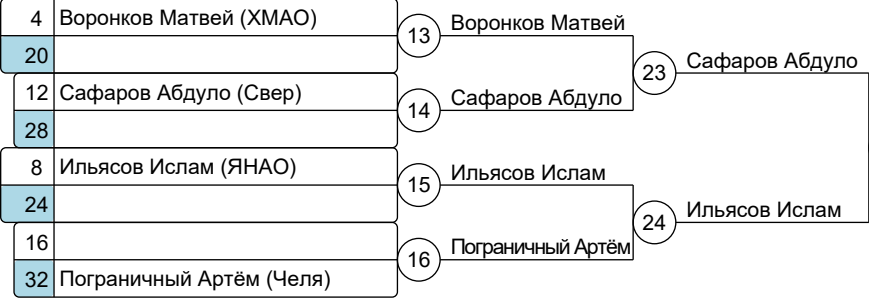 4 Воронков Матвей (ХМАО)
20
13 Воронков Матвей
12 Сафаров Абдуло (Свер)
28
14 Сафаров Абдуло
23 Сафаров Абдуло
8 Ильясов Ислам (ЯНАО)
24
15 Ильясов Ислам
16
32 Пограничный Артём (Челя)
16 Пограничный Артём
24 Ильясов Ислам